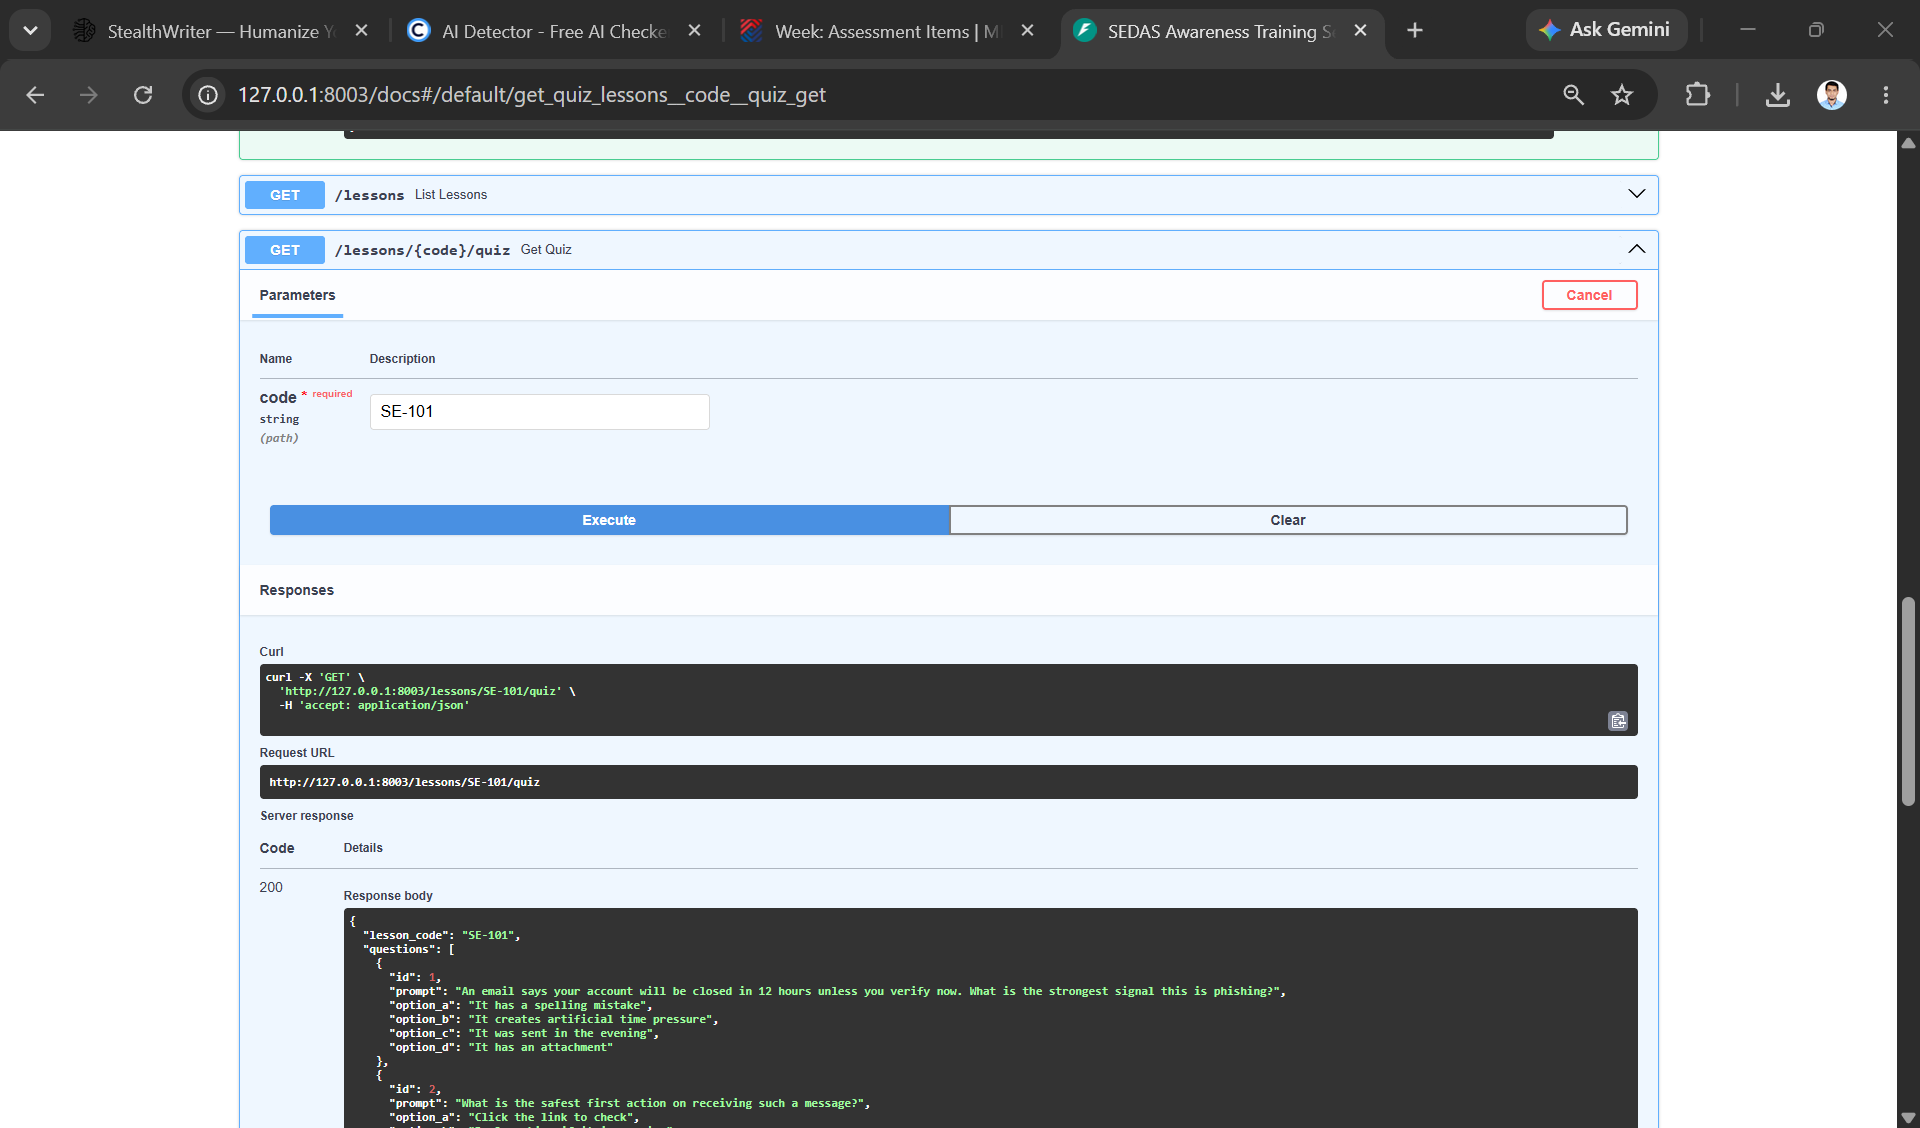 StealthWriter — Humanize Y
AI Detector - Free AI Checke
Week: Assessment Items | M
SEDAS Awareness Training S
Ask Gemini
127.0.0.1:8003/docs#/default/get_quiz_lessons__code__quiz_get
GET /lessons List Lessons
GET /lessons/{code}/quiz Get Quiz
Parameters
Cancel
Name Description
code * required
string
(path)
SE-101
Execute
Clear
Responses
Curl
curl -X 'GET' \
'http://127.0.0.1:8003/lessons/SE-101/quiz' \
-H 'accept: application/json'
Request URL
http://127.0.0.1:8003/lessons/SE-101/quiz
Server response
Code Details
200
Response body
{
"lesson_code": "SE-101",
"questions": [
{
"id": 1,
"prompt": "An email says your account will be closed in 12 hours unless you verify now. What is the strongest signal this is phishing?",
"option_a": "It has a spelling mistake",
"option_b": "It creates artificial time pressure",
"option_c": "It was sent in the evening",
"option_d": "It has an attachment"
},
{
"id": 2,
"prompt": "What is the safest first action on receiving such a message?",
"option_a": "Click the link to check",